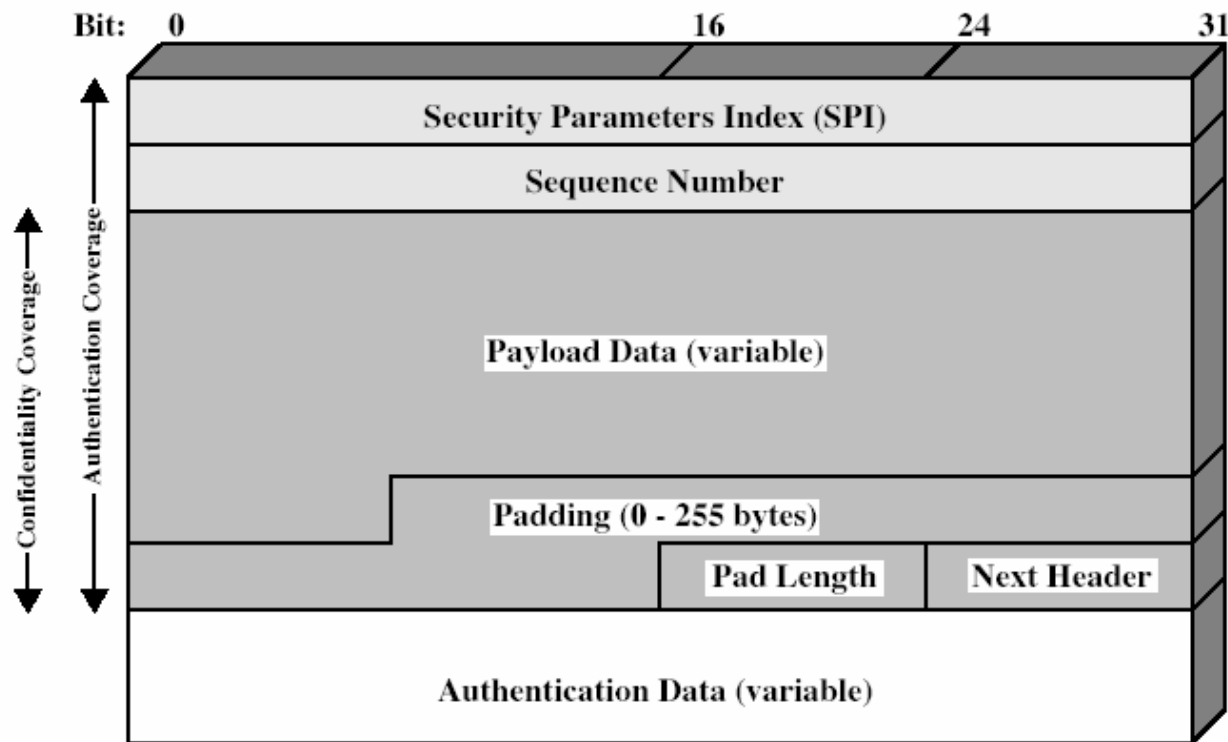 Bit: 0 16 24 31
Security Parameters Index (SPI)
Sequence Number
Payload Data (variable)
Padding (0 - 255 bytes)
Pad Length Next Header
Authentication Data (variable)
Confidentiality Coverage
Authentication Coverage